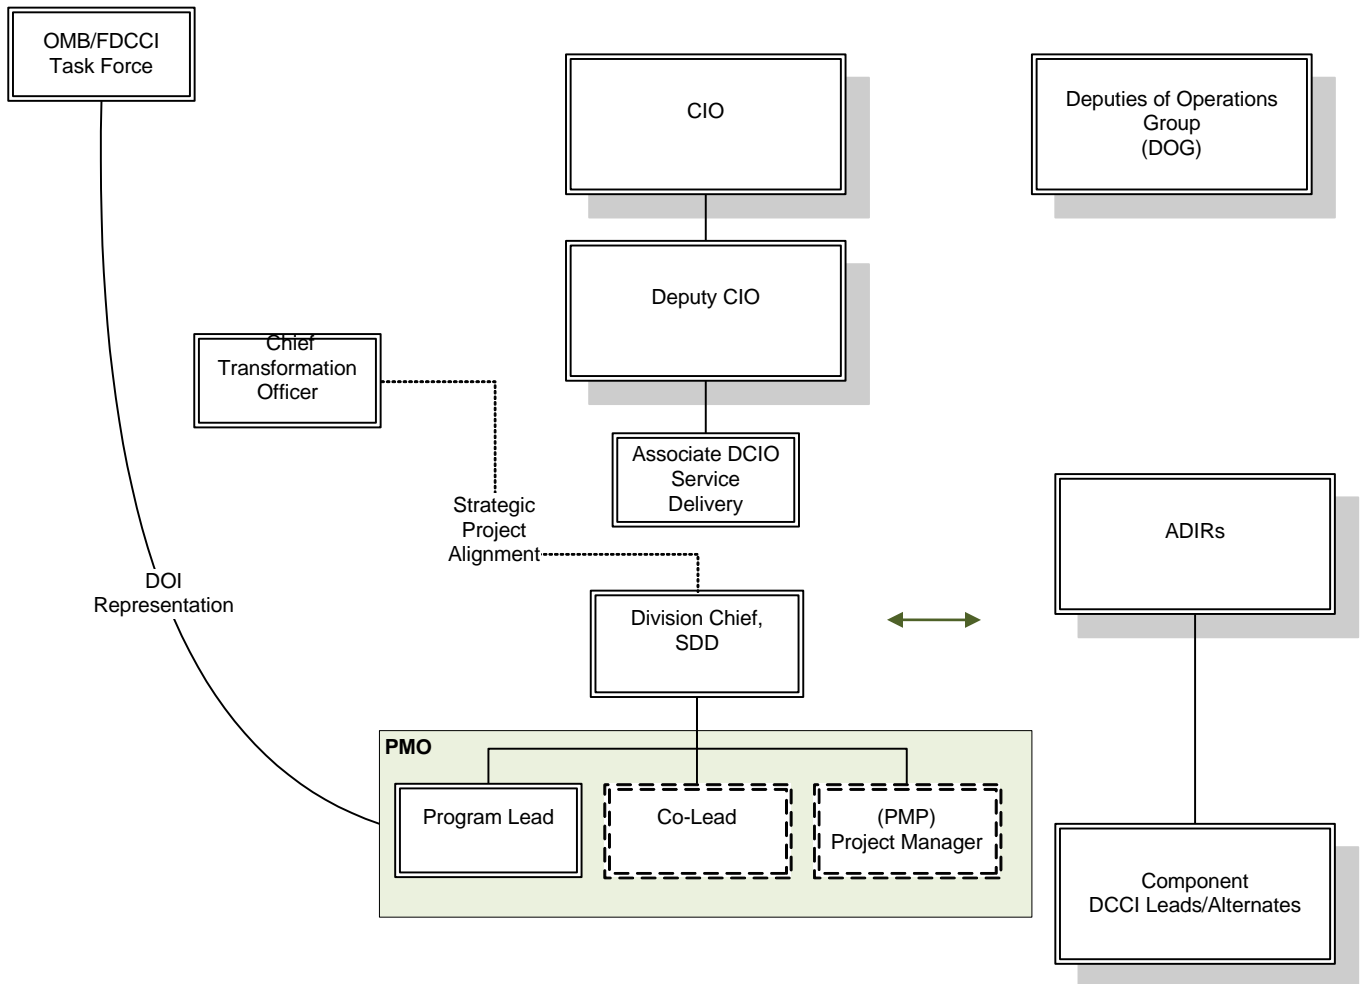 OMB/FDCCI
Task Force
CIO
Deputies of Operations
Group
(DOG)
Deputy CIO
Chief
Transformation
Officer
Associate DCIO
Service
Delivery
Strategic
Project
Alignment
ADIRs
DOI
Representation
Division Chief,
SDD
PMO
Program Lead
Co-Lead
(PMP)
Project Manager
Component
DCCI Leads/Alternates